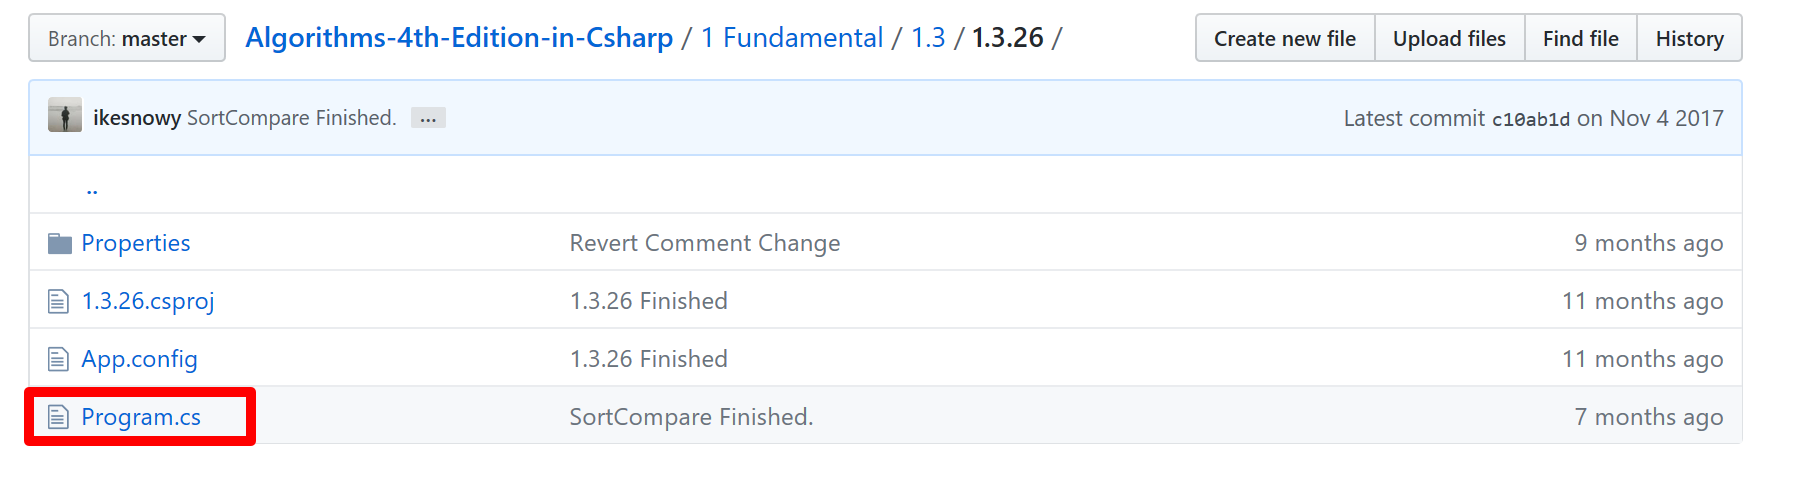 Branch: master Algorithms-4th-Edition-in-Csharp / 1 Fundamental / 1.3 / 1.3.26 / Create new file Upload files Find file History
ikesnowy SortCompare Finished. ... Latest commit c10ab1d on Nov 4 2017
..
Properties Revert Comment Change 9 months ago
1.3.26.csproj 1.3.26 Finished 11 months ago
App.config 1.3.26 Finished 11 months ago
Program.cs SortCompare Finished. 7 months ago